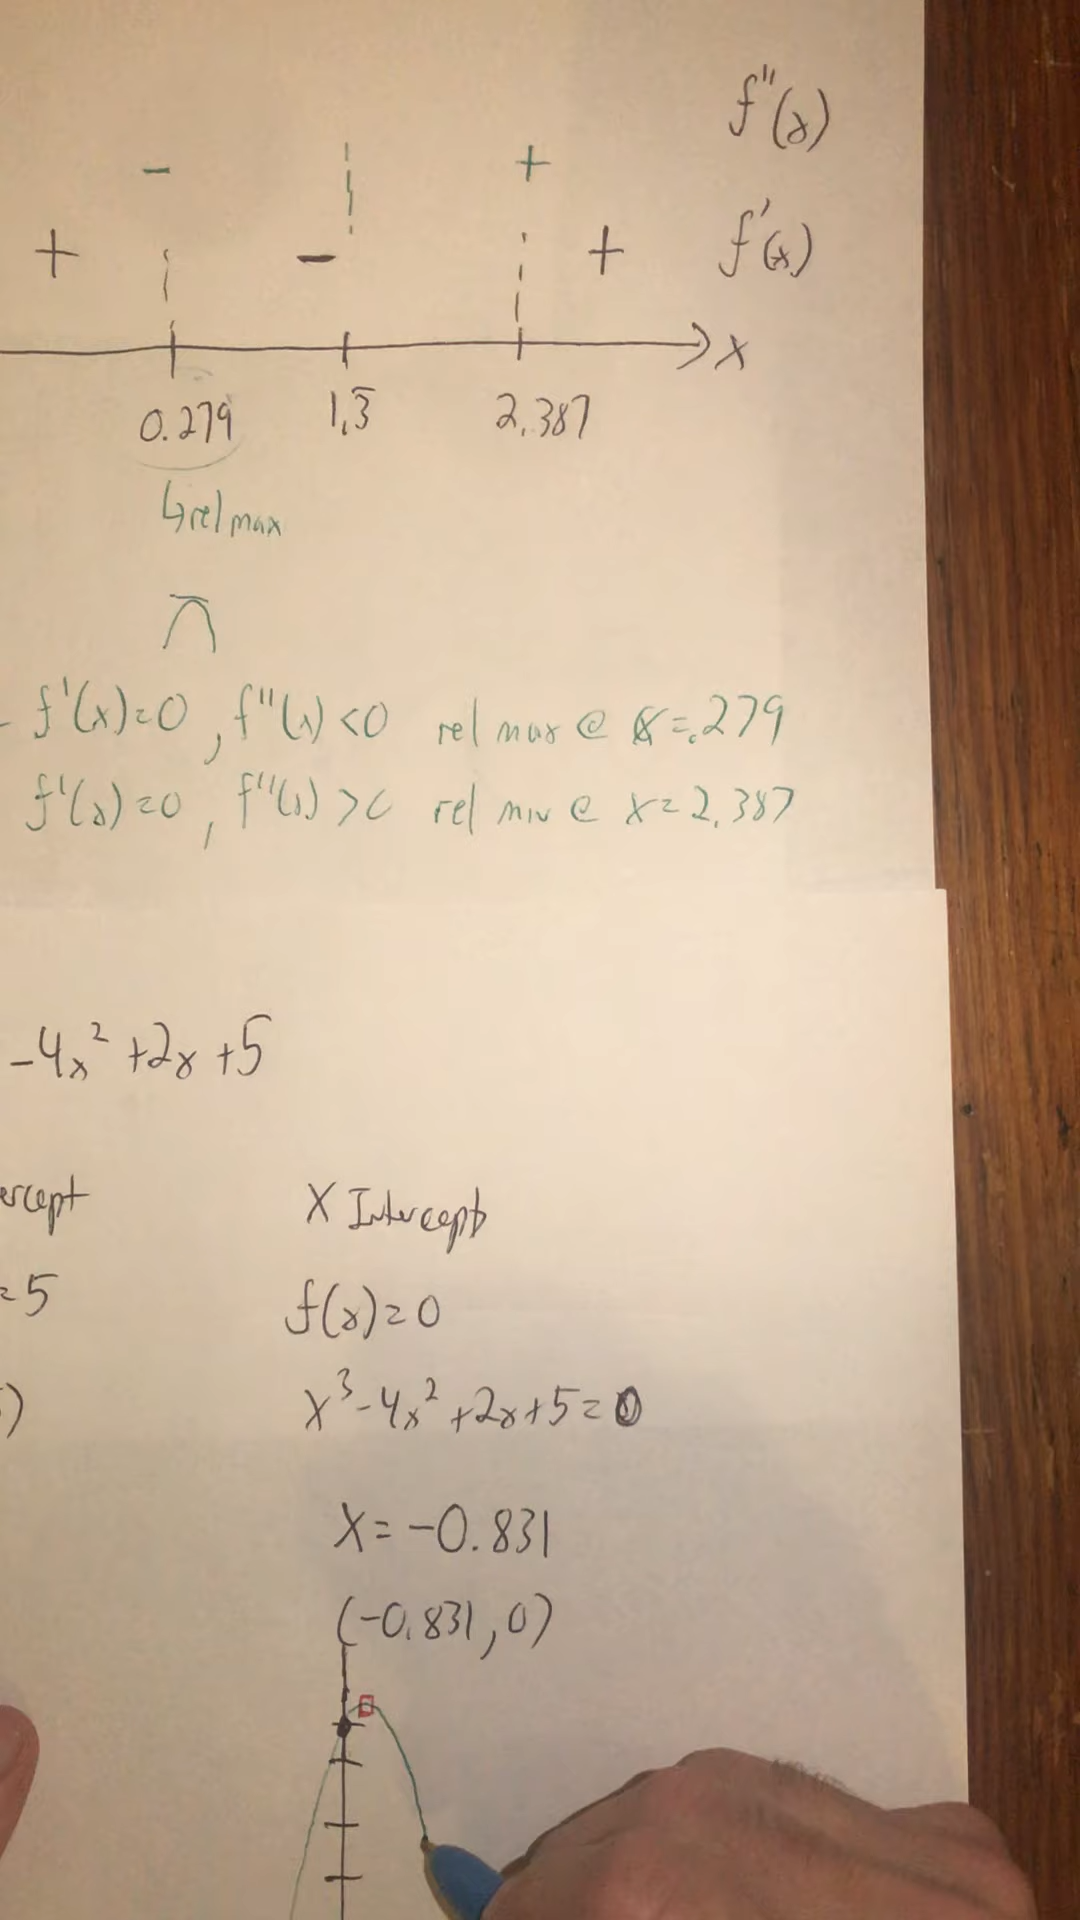 f''(x)
- +
+ - + f'(x)
x
0.279 1.3̅ 2.387
↳rel max
- f'(x)=0, f''(x)<0 rel max @ x=.279
f'(x)=0, f''(x)>0 rel min @ x=2.387
-4x² +2x +5
ercept X Intercept
=5 f(x)=0
) x³-4x²+2x+5=0
X=-0.831
(-0.831,0)